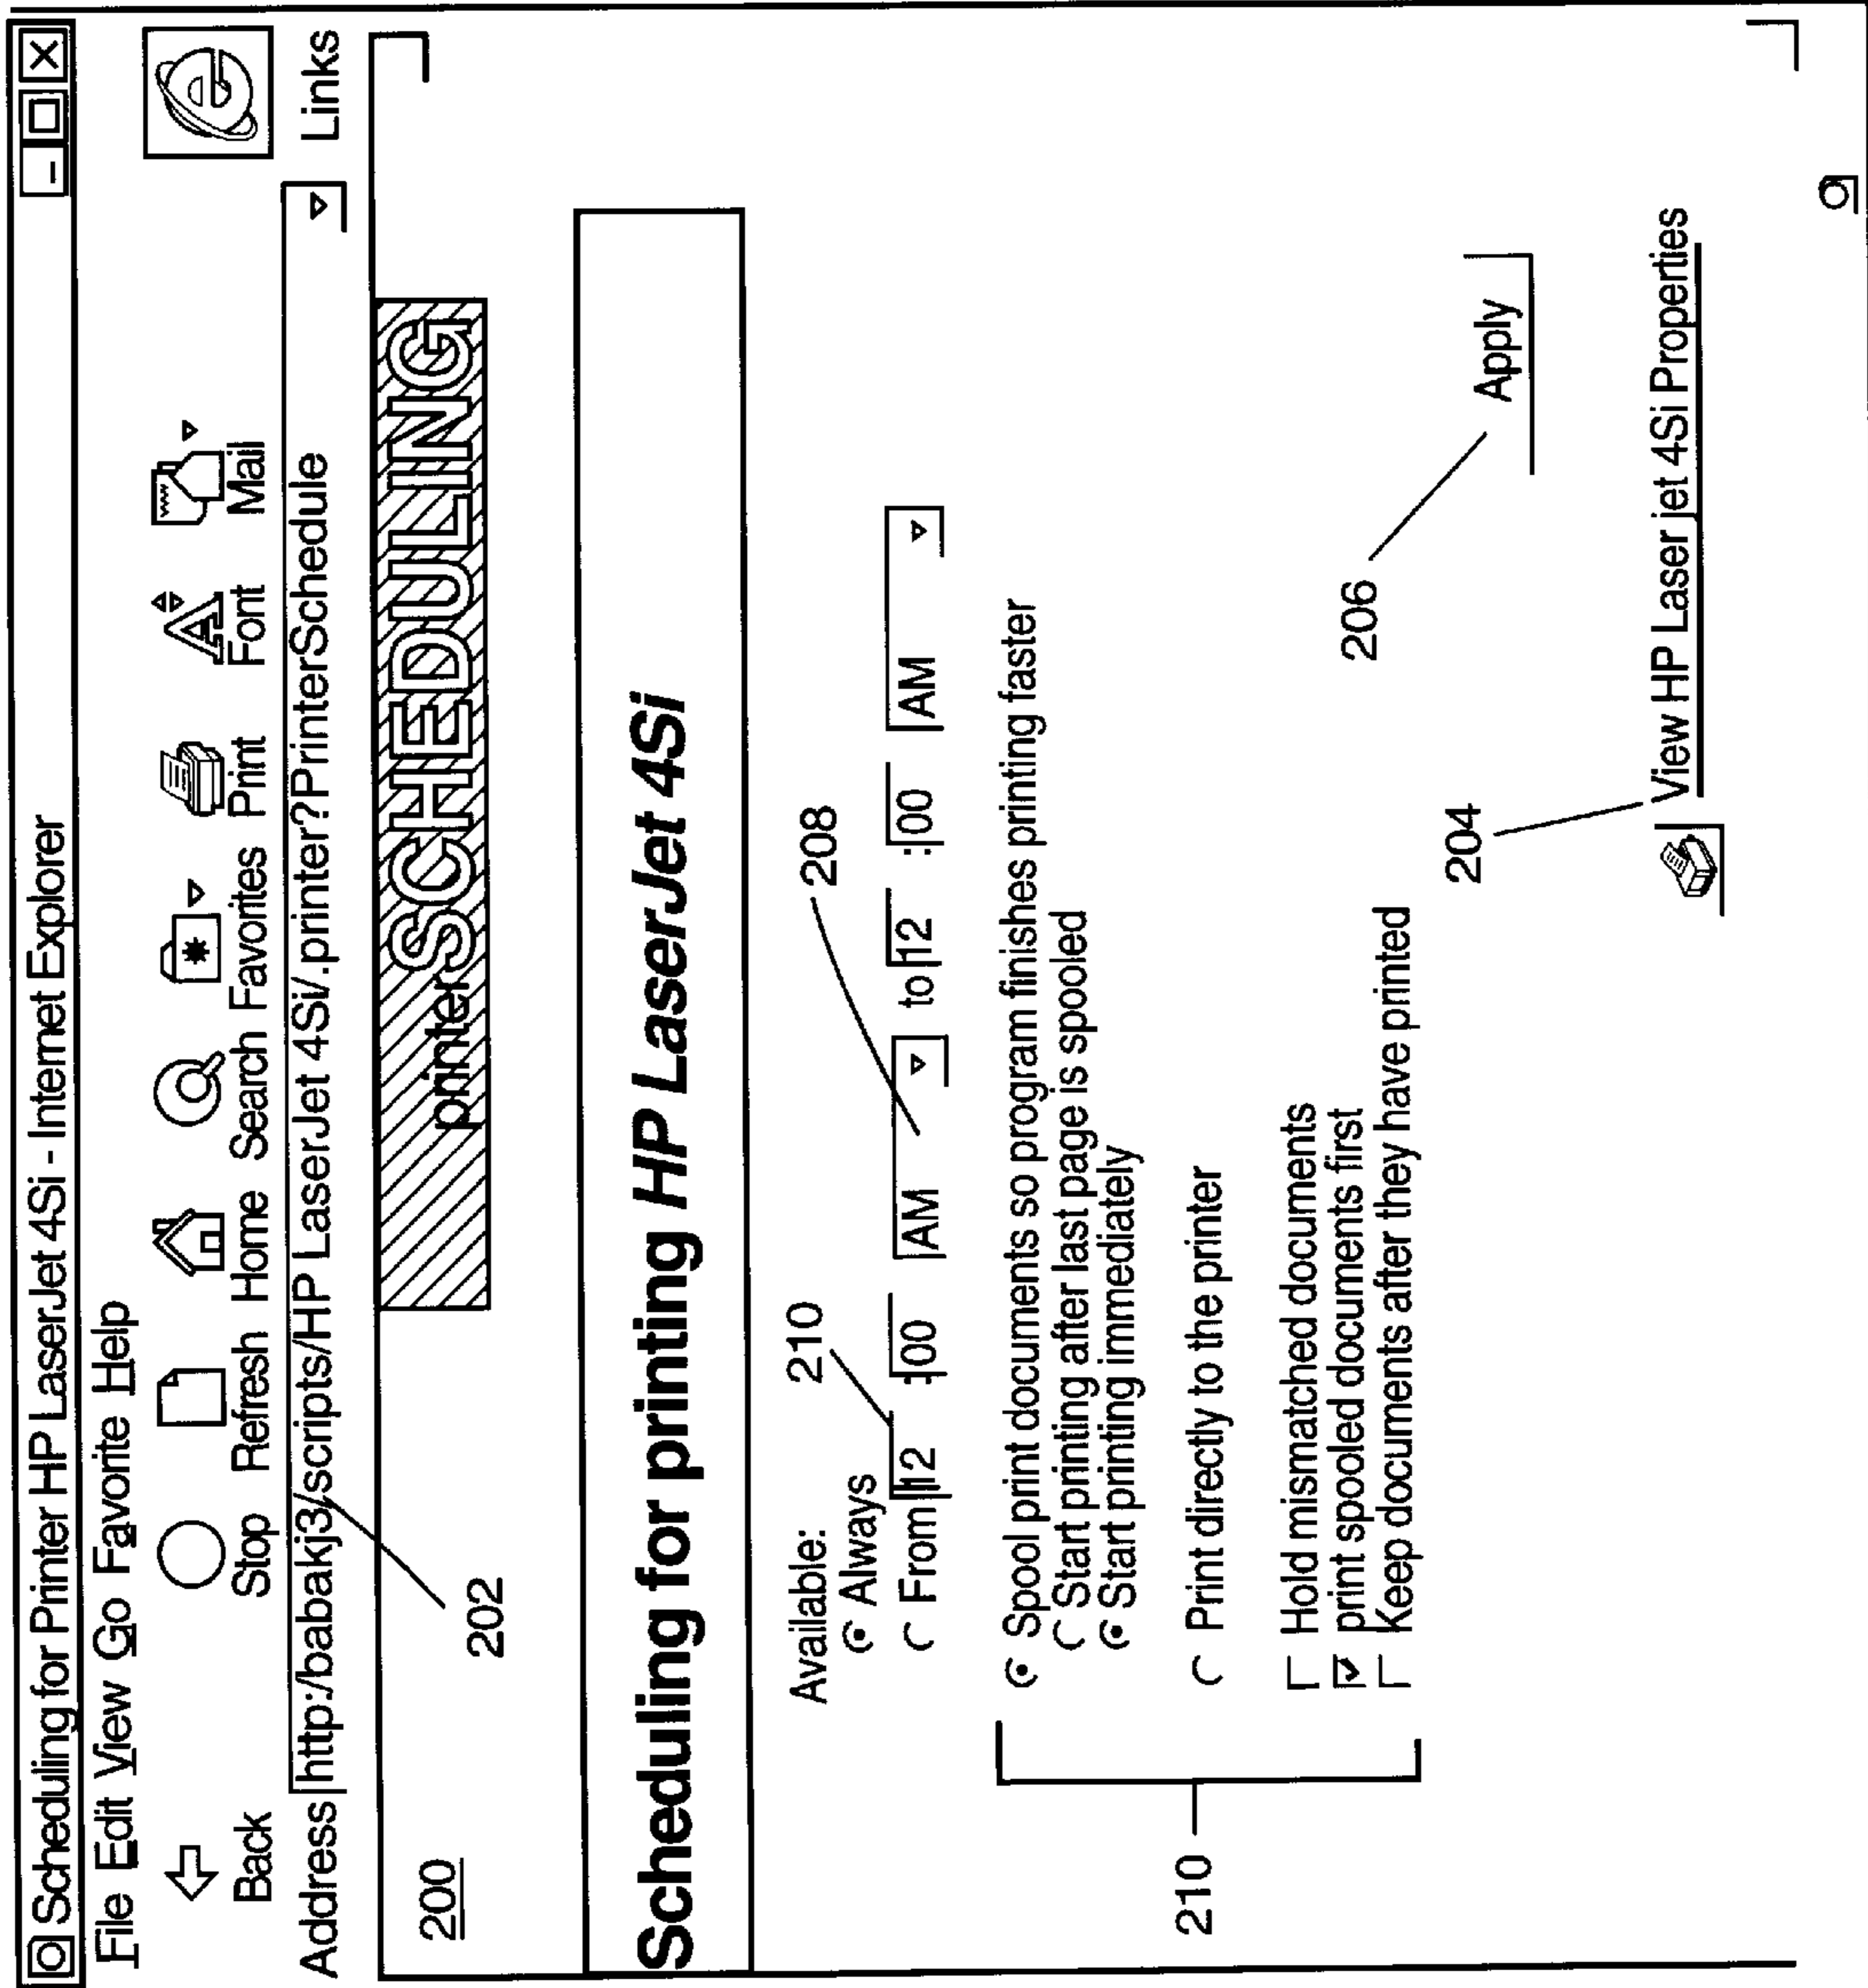 Scheduling for Printer HP LaserJet 4Si - Internet Explorer
File Edit View Go Favorite Help
Back Stop Refresh Home Search Favorites Print Font Mail
Address http:/babakj3/scripts/HP LaserJet 4Si/.printer?PrinterSchedule Links
200 202 printerSCHEDULING
Scheduling for printing HP LaserJet 4Si
Available: 210 208
Always
From 12 :00 AM to 12 :00 AM
Spool print documents so program finishes printing faster
Start printing after last page is spooled
Start printing immediately
210 Print directly to the printer
Hold mismatched documents
print spooled documents first
Keep documents after they have printed
206 Apply
204 View HP Laser jet 4Si Properties